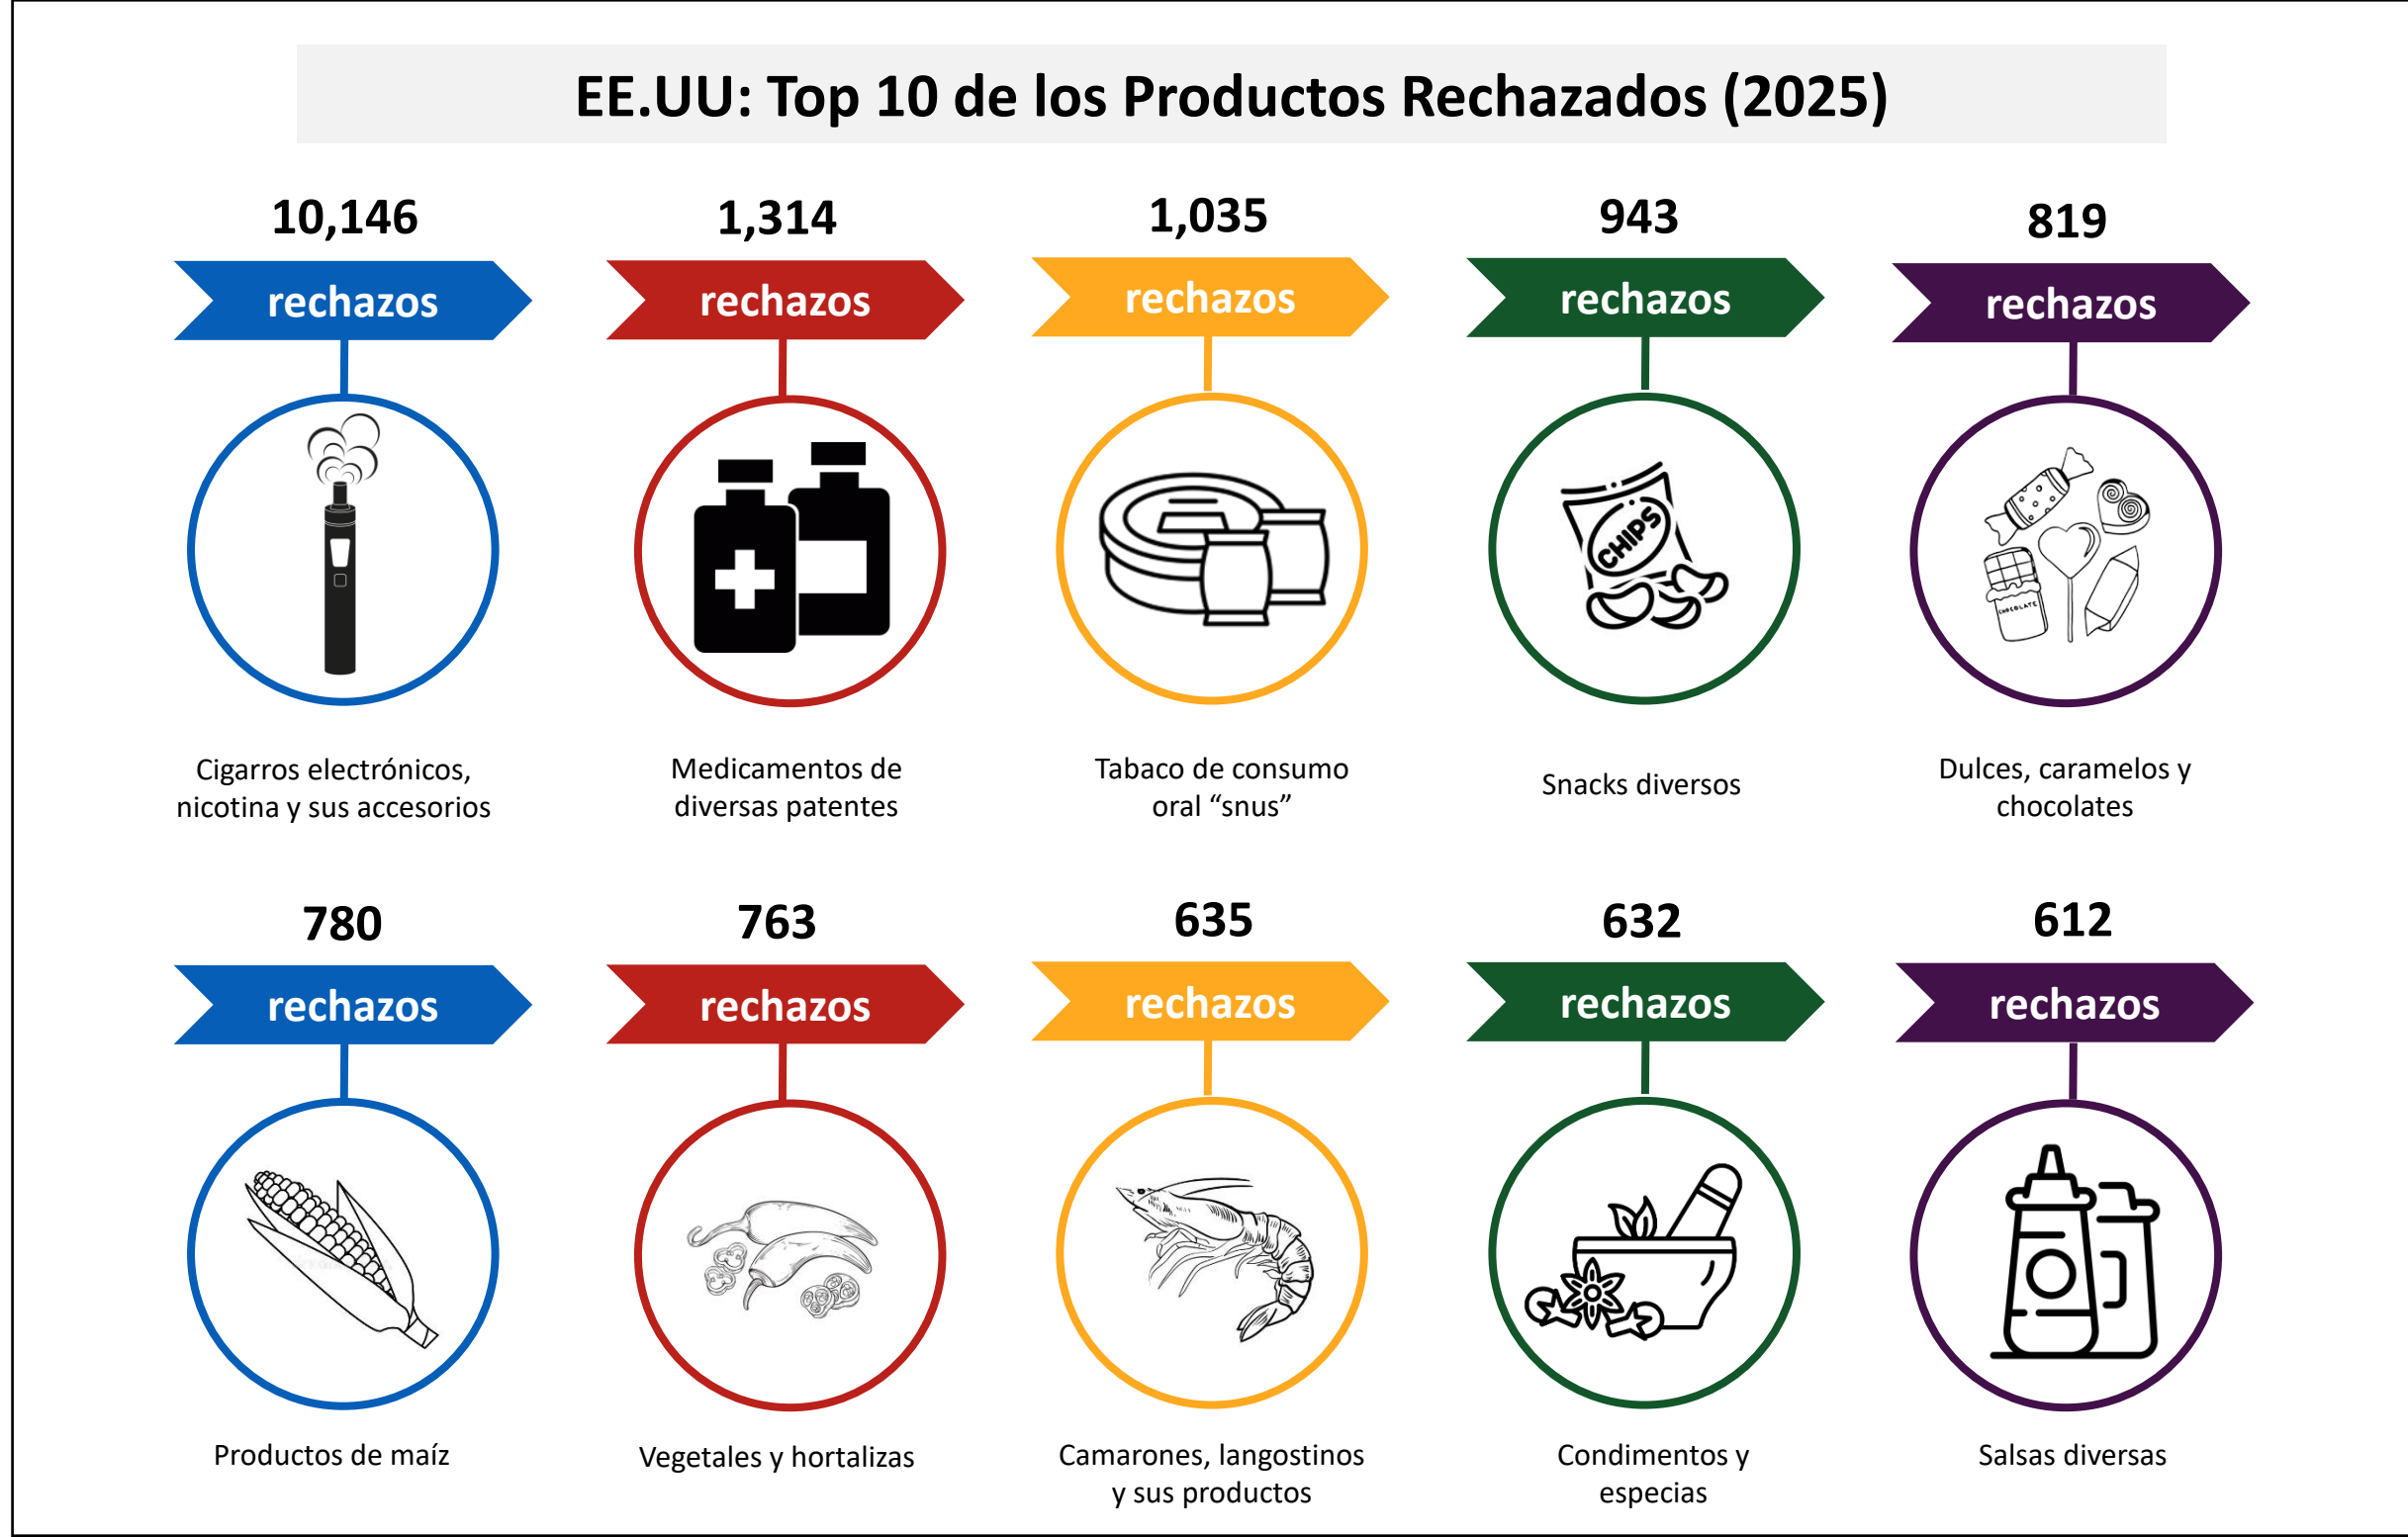 EE.UU: Top 10 de los Productos Rechazados (2025)
10,146
rechazos
Cigarros electrónicos,
nicotina y sus accesorios
1,314
rechazos
Medicamentos de
diversas patentes
1,035
rechazos
Tabaco de consumo
oral “snus”
943
rechazos
CHIPS
Snacks diversos
819
rechazos
CHOCOLATE
Dulces, caramelos y
chocolates
780
rechazos
Productos de maíz
763
rechazos
Vegetales y hortalizas
635
rechazos
Camarones, langostinos
y sus productos
632
rechazos
Condimentos y
especias
612
rechazos
Salsas diversas